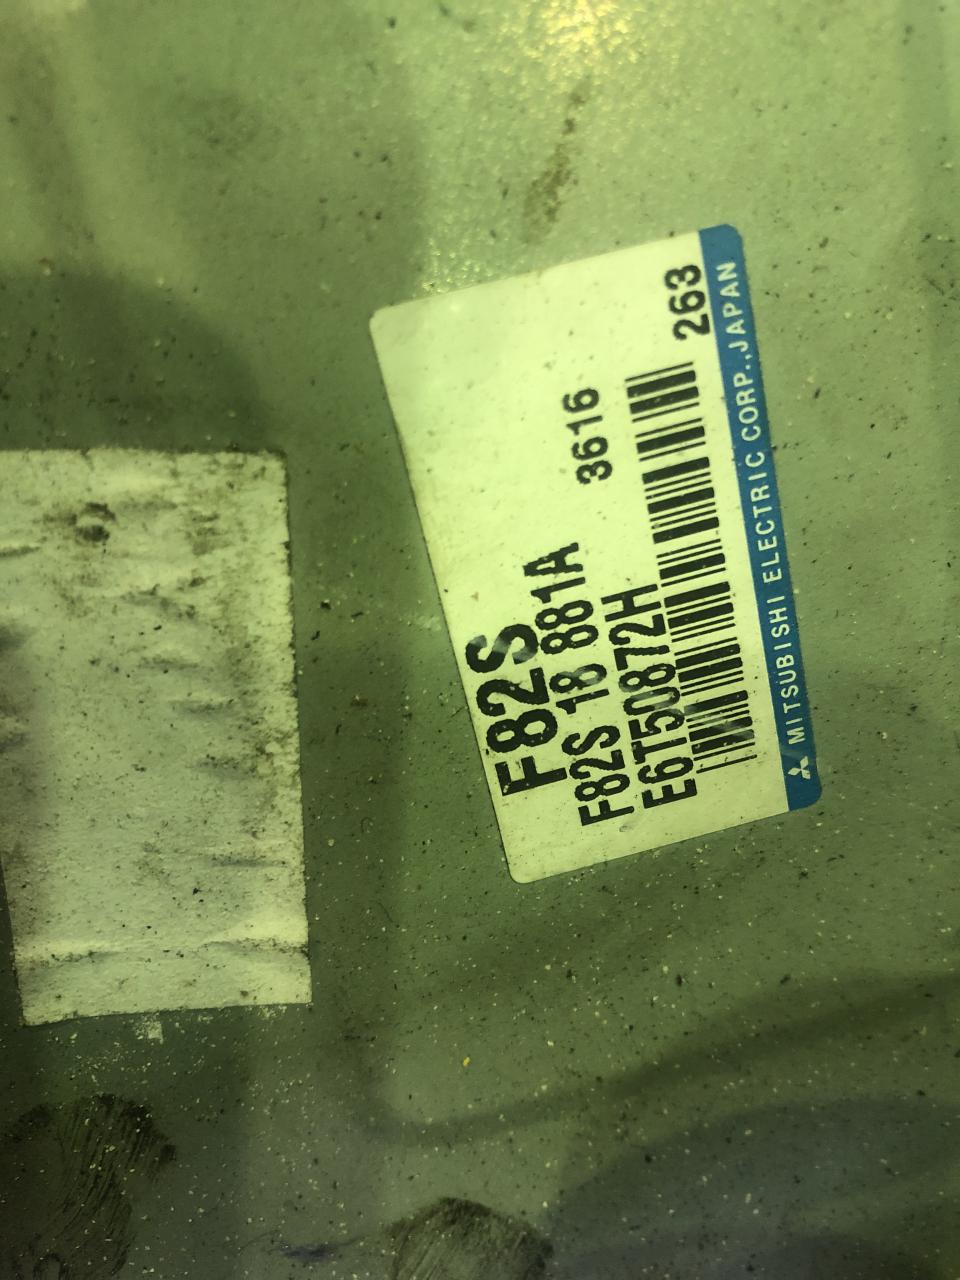 F82S
F82S 18 881A 3616
E6T50872H
263
MITSUBISHI ELECTRIC CORP.,JAPAN